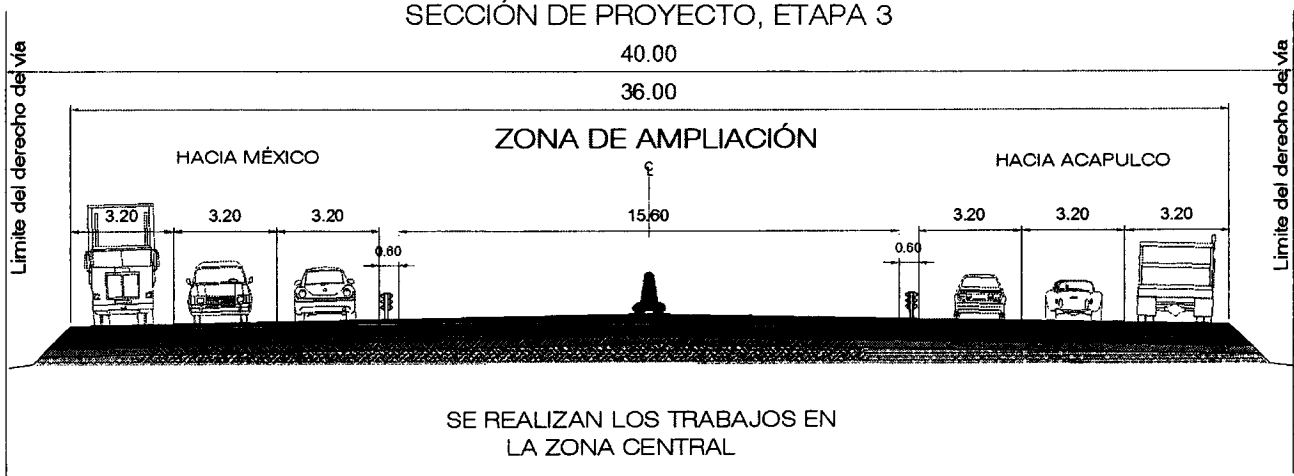 SECCIÓN DE PROYECTO, ETAPA 3
40.00
36.00
Limite del derecho de vía
Limite del derecho de vía
ZONA DE AMPLIACIÓN
HACIA MÉXICO
HACIA ACAPULCO
℄
3.20 3.20 3.20 15.60 3.20 3.20 3.20
0.60 0.60
SE REALIZAN LOS TRABAJOS EN
LA ZONA CENTRAL